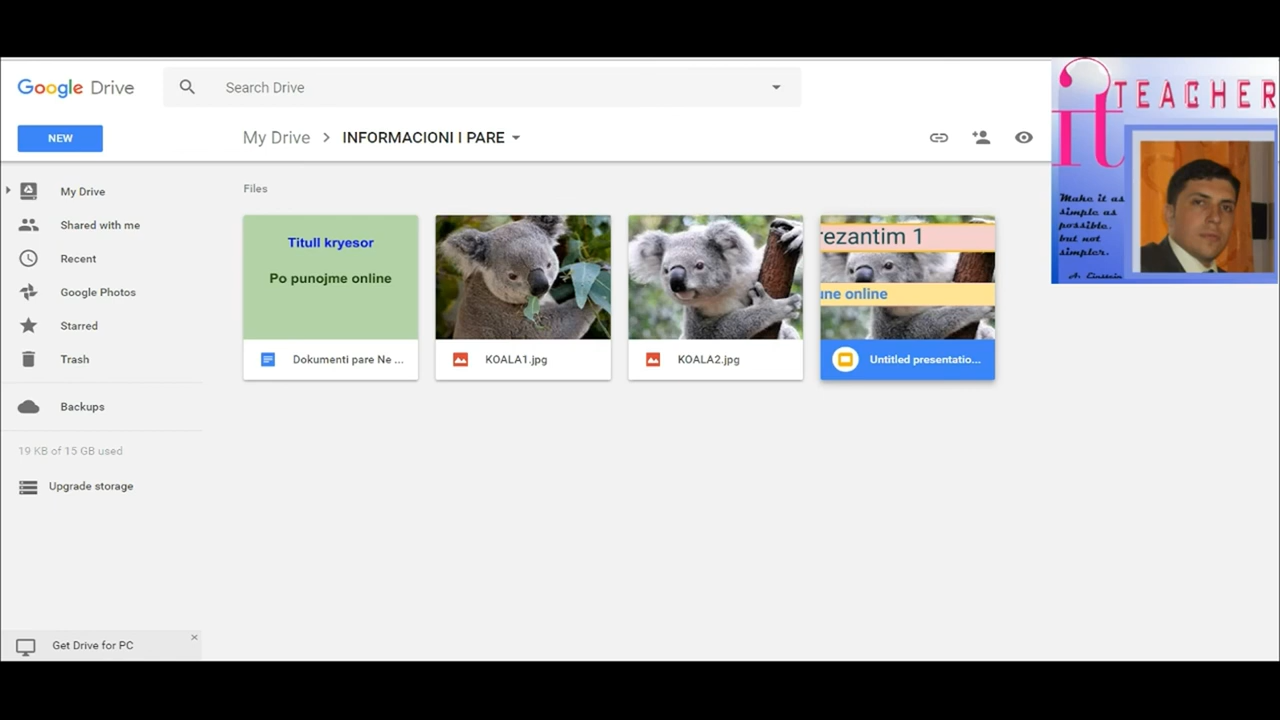 Google Drive
Search Drive
NEW
My Drive > INFORMACIONI I PARE
My Drive
Shared with me
Recent
Google Photos
Starred
Trash
Backups
19 KB of 15 GB used
Upgrade storage
Get Drive for PC
Files
Titull kryesor
Po punojme online
Dokumenti pare Ne ...
KOALA1.jpg
KOALA2.jpg
rezantim 1
une online
Untitled presentatio...
it TEACHER
Make it as
simple as
possible,
but not
simpler.
A. Einstein